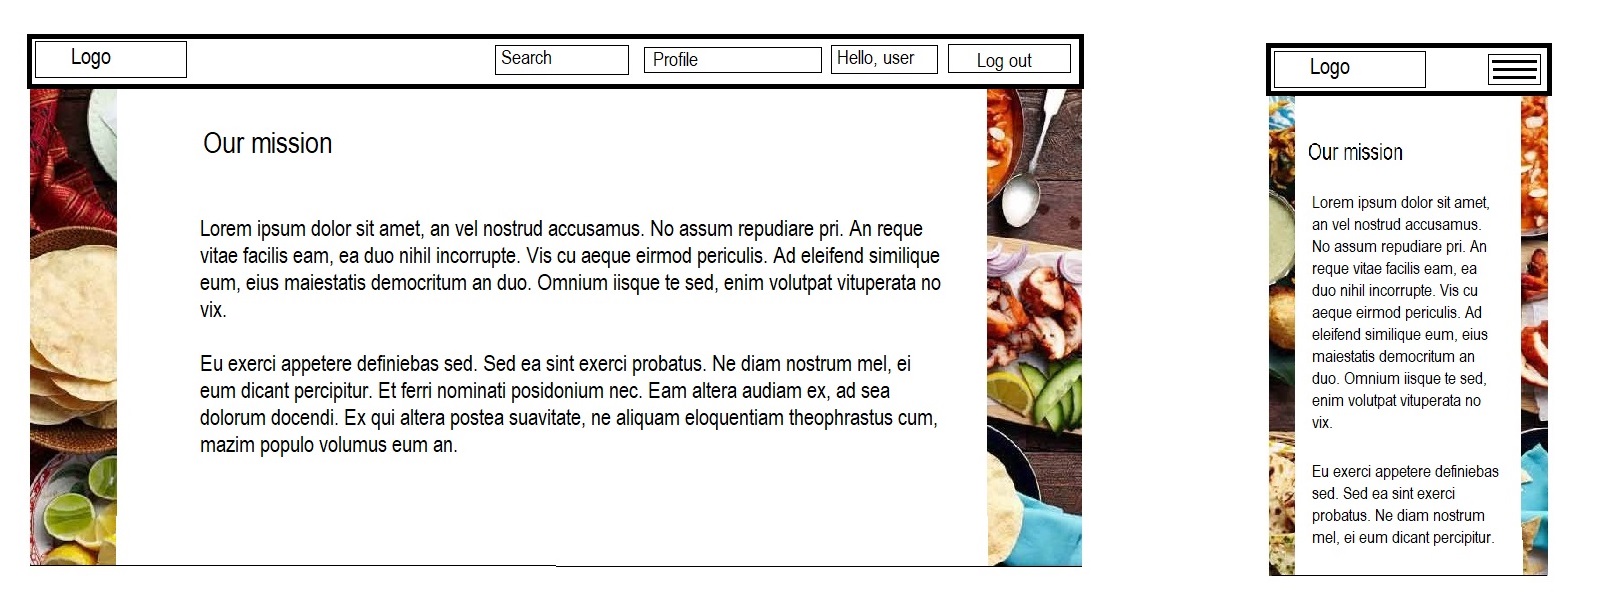 Logo
Search
Profile
Hello, user
Log out
Our mission
Lorem ipsum dolor sit amet, an vel nostrud accusamus. No assum repudiare pri. An reque
vitae facilis eam, ea duo nihil incorrupte. Vis cu aeque eirmod periculis. Ad eleifend similique
eum, eius maiestatis democritum an duo. Omnium iisque te sed, enim volutpat vituperata no
vix.
Eu exerci appetere definiebas sed. Sed ea sint exerci probatus. Ne diam nostrum mel, ei
eum dicant percipitur. Et ferri nominati posidonium nec. Eam altera audiam ex, ad sea
dolorum docendi. Ex qui altera postea suavitate, ne aliquam eloquentiam theophrastus cum,
mazim populo volumus eum an.
Logo
Our mission
Lorem ipsum dolor sit amet,
an vel nostrud accusamus.
No assum repudiare pri. An
reque vitae facilis eam, ea
duo nihil incorrupte. Vis cu
aeque eirmod periculis. Ad
eleifend similique eum, eius
maiestatis democritum an
duo. Omnium iisque te sed,
enim volutpat vituperata no
vix.
Eu exerci appetere definiebas
sed. Sed ea sint exerci
probatus. Ne diam nostrum
mel, ei eum dicant percipitur.